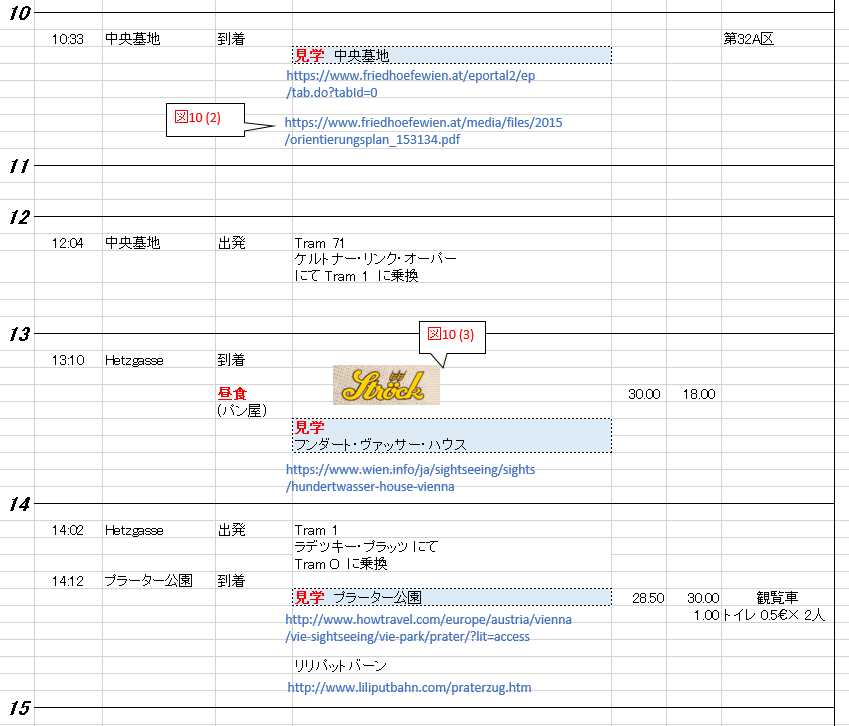 10
10:33 中央墓地 到着 第32A区
見学 中央墓地
https://www.friedhoefewien.at/eportal2/ep
/tab.do?tabId=0
図10 (2)
https://www.friedhoefewien.at/media/files/2015
/orientierungsplan_153134.pdf
11
12
12:04 中央墓地 出発 Tram 71
ケルトナー・リンク・オーバー
にて Tram 1 に乗換
13
図10 (3)
13:10 Hetzgasse 到着
Ströck
昼食 30.00 18.00
(パン屋)
見学
フンダート・ヴァッサー・ハウス
https://www.wien.info/ja/sightseeing/sights
/hundertwasser-house-vienna
14
14:02 Hetzgasse 出発 Tram 1
ラデツキー・プラッツ にて
Tram O に乗換
14:12 プラーター公園 到着
見学 プラーター公園 28.50 30.00 観覧車
1.00 トイレ 0.5€× 2人
http://www.howtravel.com/europe/austria/vienna
/vie-sightseeing/vie-park/prater/?lit=access
リリパットバーン
http://www.liliputbahn.com/praterzug.htm
15